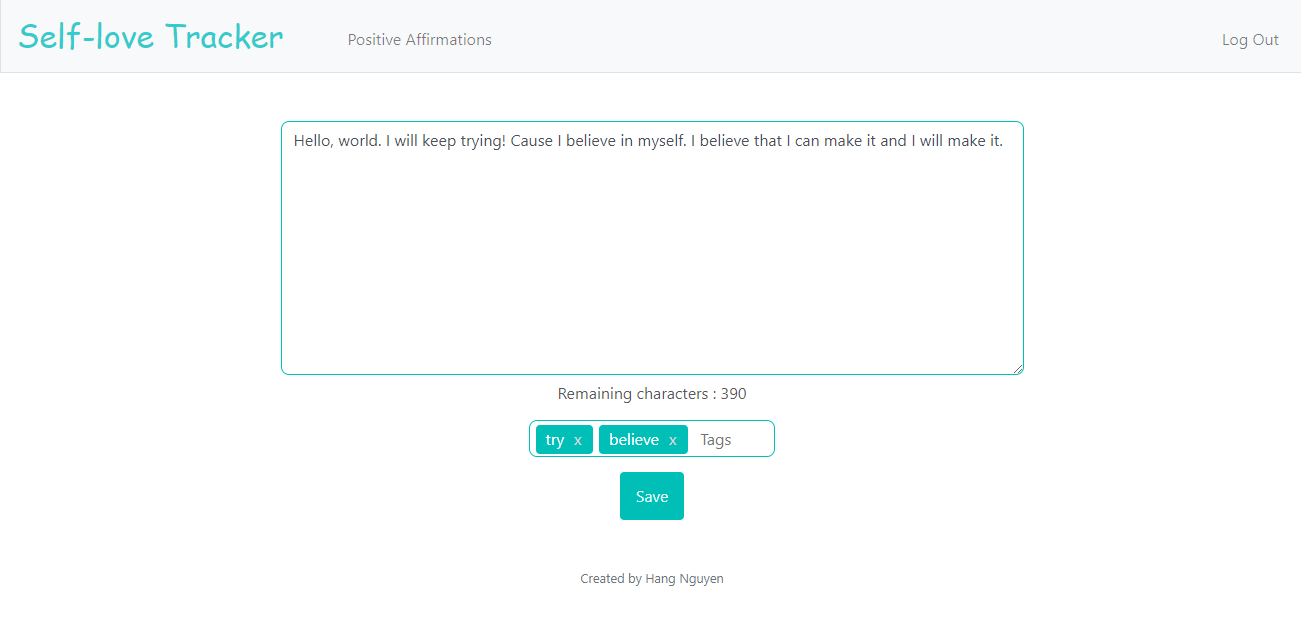 Self-love Tracker
Positive Affirmations
Log Out
Hello, world. I will keep trying! Cause I believe in myself. I believe that I can make it and I will make it.
Remaining characters : 390
try x believe x Tags
Save
Created by Hang Nguyen